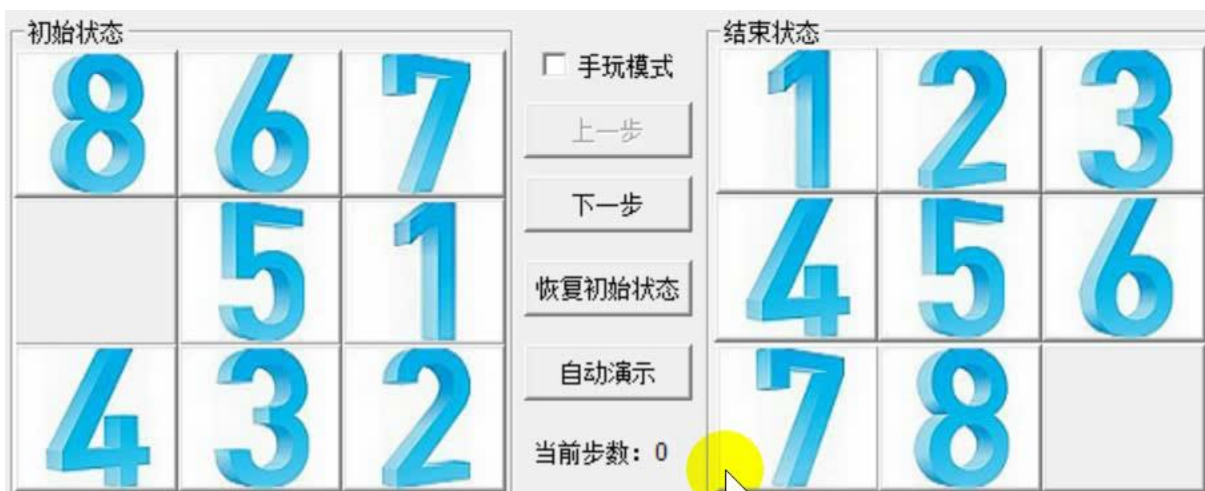 初始状态
8 6 7
5 1
4 3 2
手玩模式
上一步
下一步
恢复初始状态
自动演示
当前步数：0
结束状态
1 2 3
4 5 6
7 8